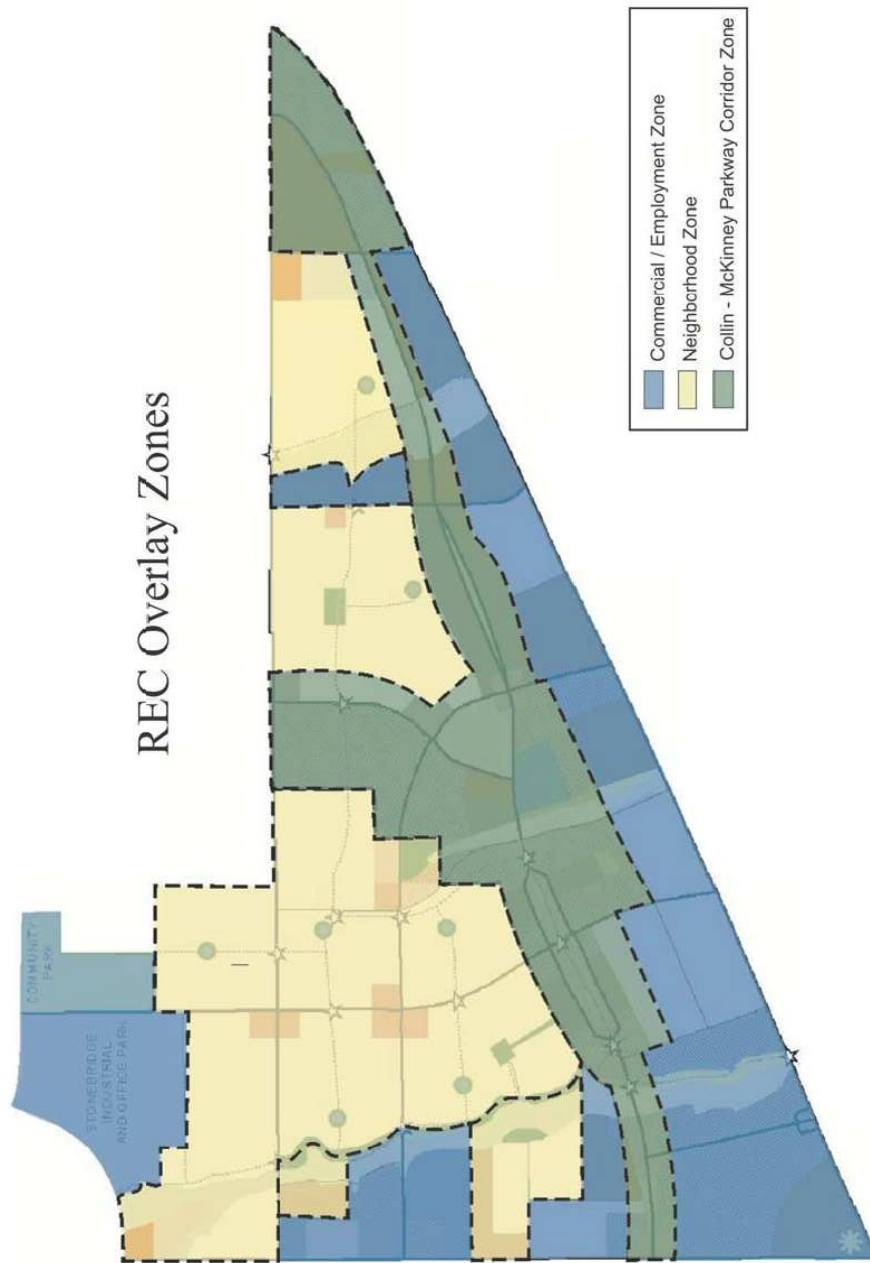 REC Overlay Zones
COMMUNITY
PARK
STONEBRIDGE
INDUSTRIAL
AND OFFICE PARK
Commercial / Employment Zone
Neighborhood Zone
Collin - McKinney Parkway Corridor Zone